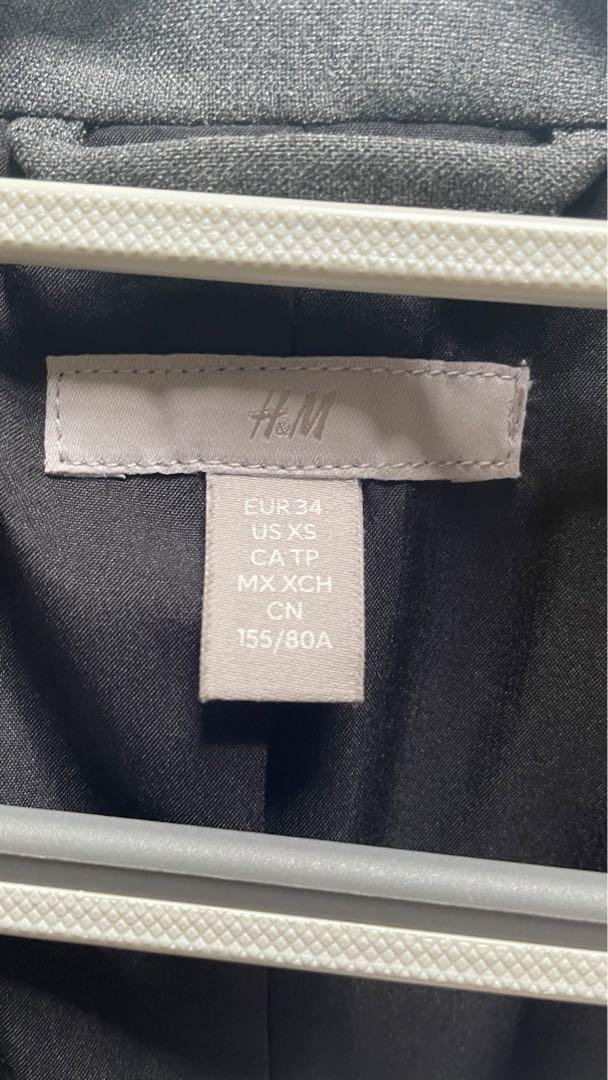 H&M
EUR 34
US XS
CA TP
MX XCH
CN
155/80A